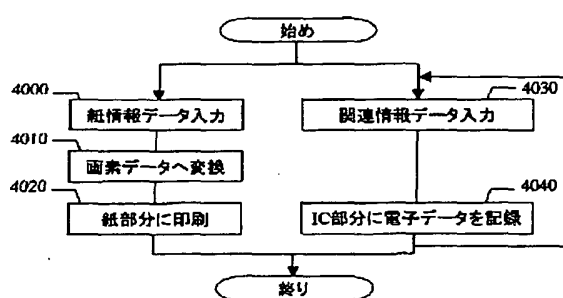 始め
4000
紙情報データ入力
4010
画素データへ変換
4020
紙部分に印刷
4030
関連情報データ入力
4040
IC部分に電子データを記録
終り